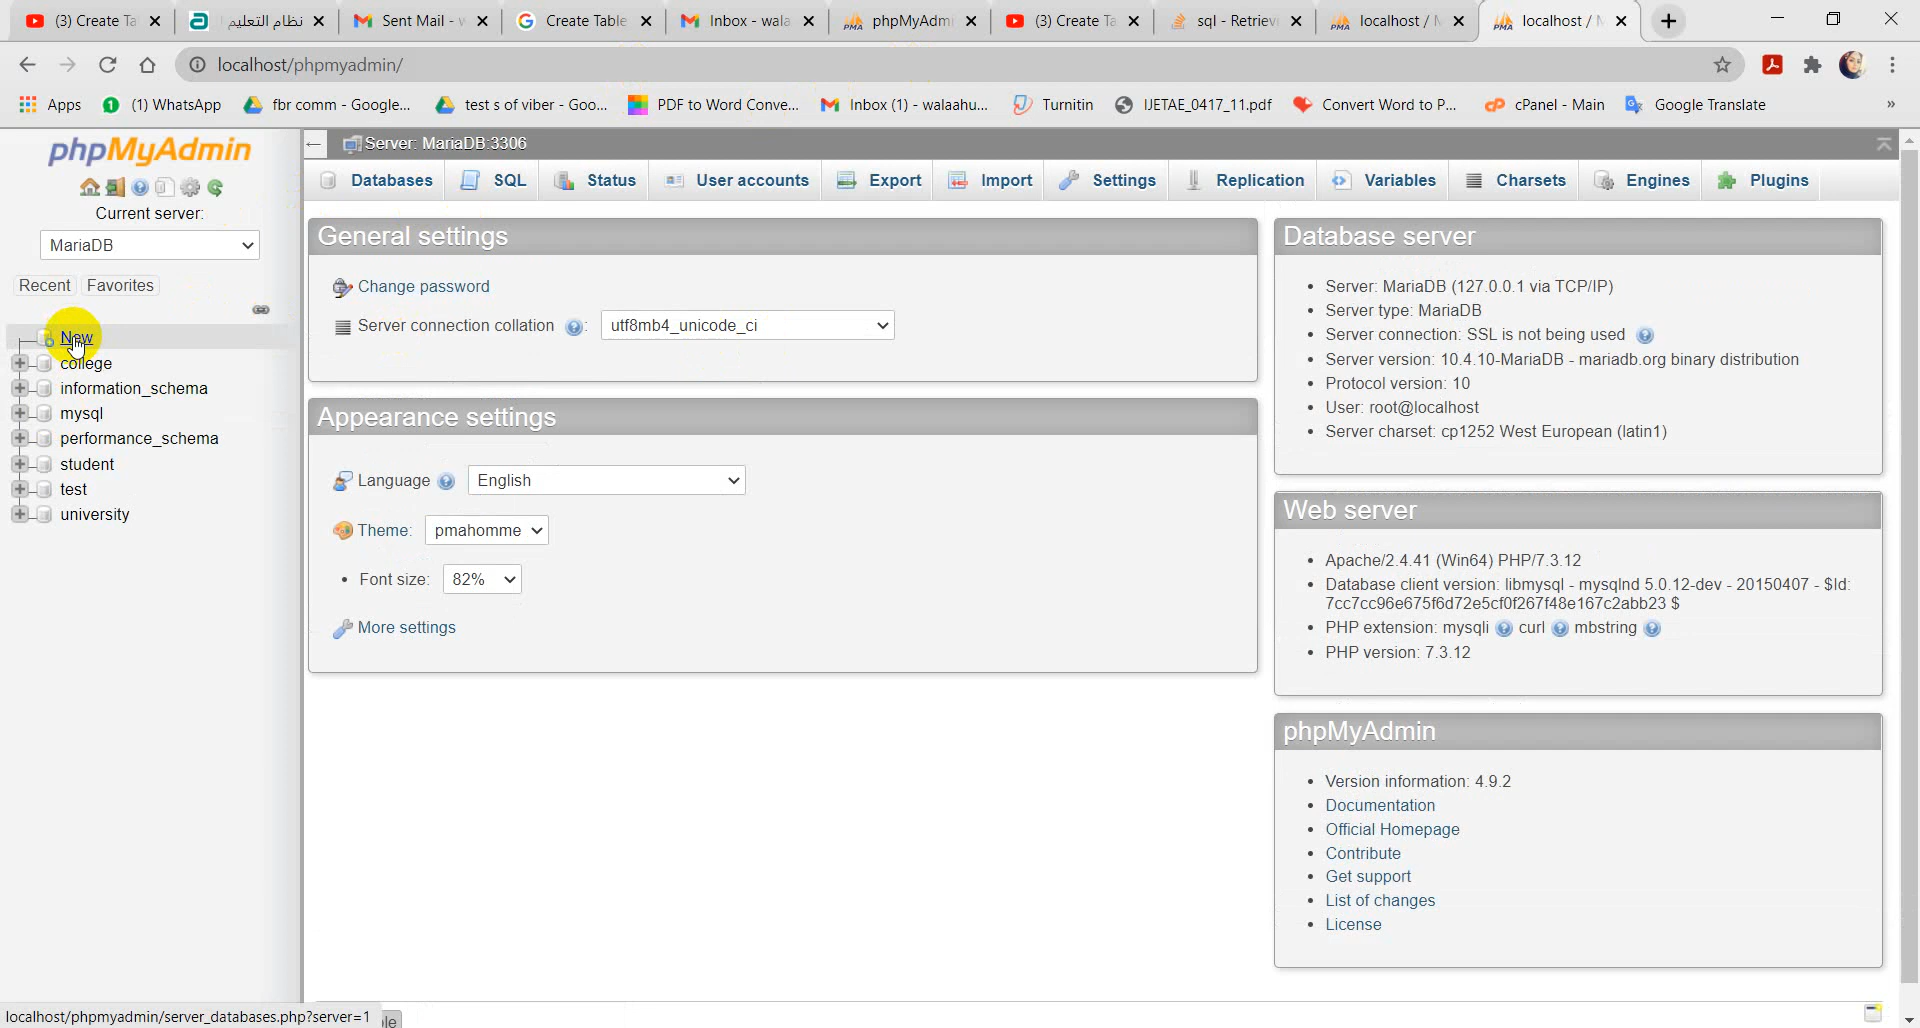 (3) Create Ta
نظام التعليم
Sent Mail - w
Create Table
Inbox - wala
phpMyAdmi
(3) Create Ta
sql - Retriev
localhost / M
localhost / M
localhost/phpmyadmin/
Apps
(1) WhatsApp
fbr comm - Google...
test s of viber - Goo...
PDF to Word Conve...
Inbox (1) - walaahu...
Turnitin
IJETAE_0417_11.pdf
Convert Word to P...
cPanel - Main
Google Translate
»
phpMyAdmin
Current server:
MariaDB
Recent Favorites
New
college
information_schema
mysql
performance_schema
student
test
university
Server: MariaDB:3306
Databases
SQL
Status
User accounts
Export
Import
Settings
Replication
Variables
Charsets
Engines
Plugins
General settings
Change password
Server connection collation : utf8mb4_unicode_ci
Appearance settings
Language English
Theme: pmahomme
• Font size: 82%
More settings
Database server
• Server: MariaDB (127.0.0.1 via TCP/IP)
• Server type: MariaDB
• Server connection: SSL is not being used
• Server version: 10.4.10-MariaDB - mariadb.org binary distribution
• Protocol version: 10
• User: root@localhost
• Server charset: cp1252 West European (latin1)
Web server
• Apache/2.4.41 (Win64) PHP/7.3.12
• Database client version: libmysql - mysqlnd 5.0.12-dev - 20150407 - $Id:
7cc7cc96e675f6d72e5cf0f267f48e167c2abb23 $
• PHP extension: mysqli curl mbstring
• PHP version: 7.3.12
phpMyAdmin
• Version information: 4.9.2
• Documentation
• Official Homepage
• Contribute
• Get support
• List of changes
• License
localhost/phpmyadmin/server_databases.php?server=1